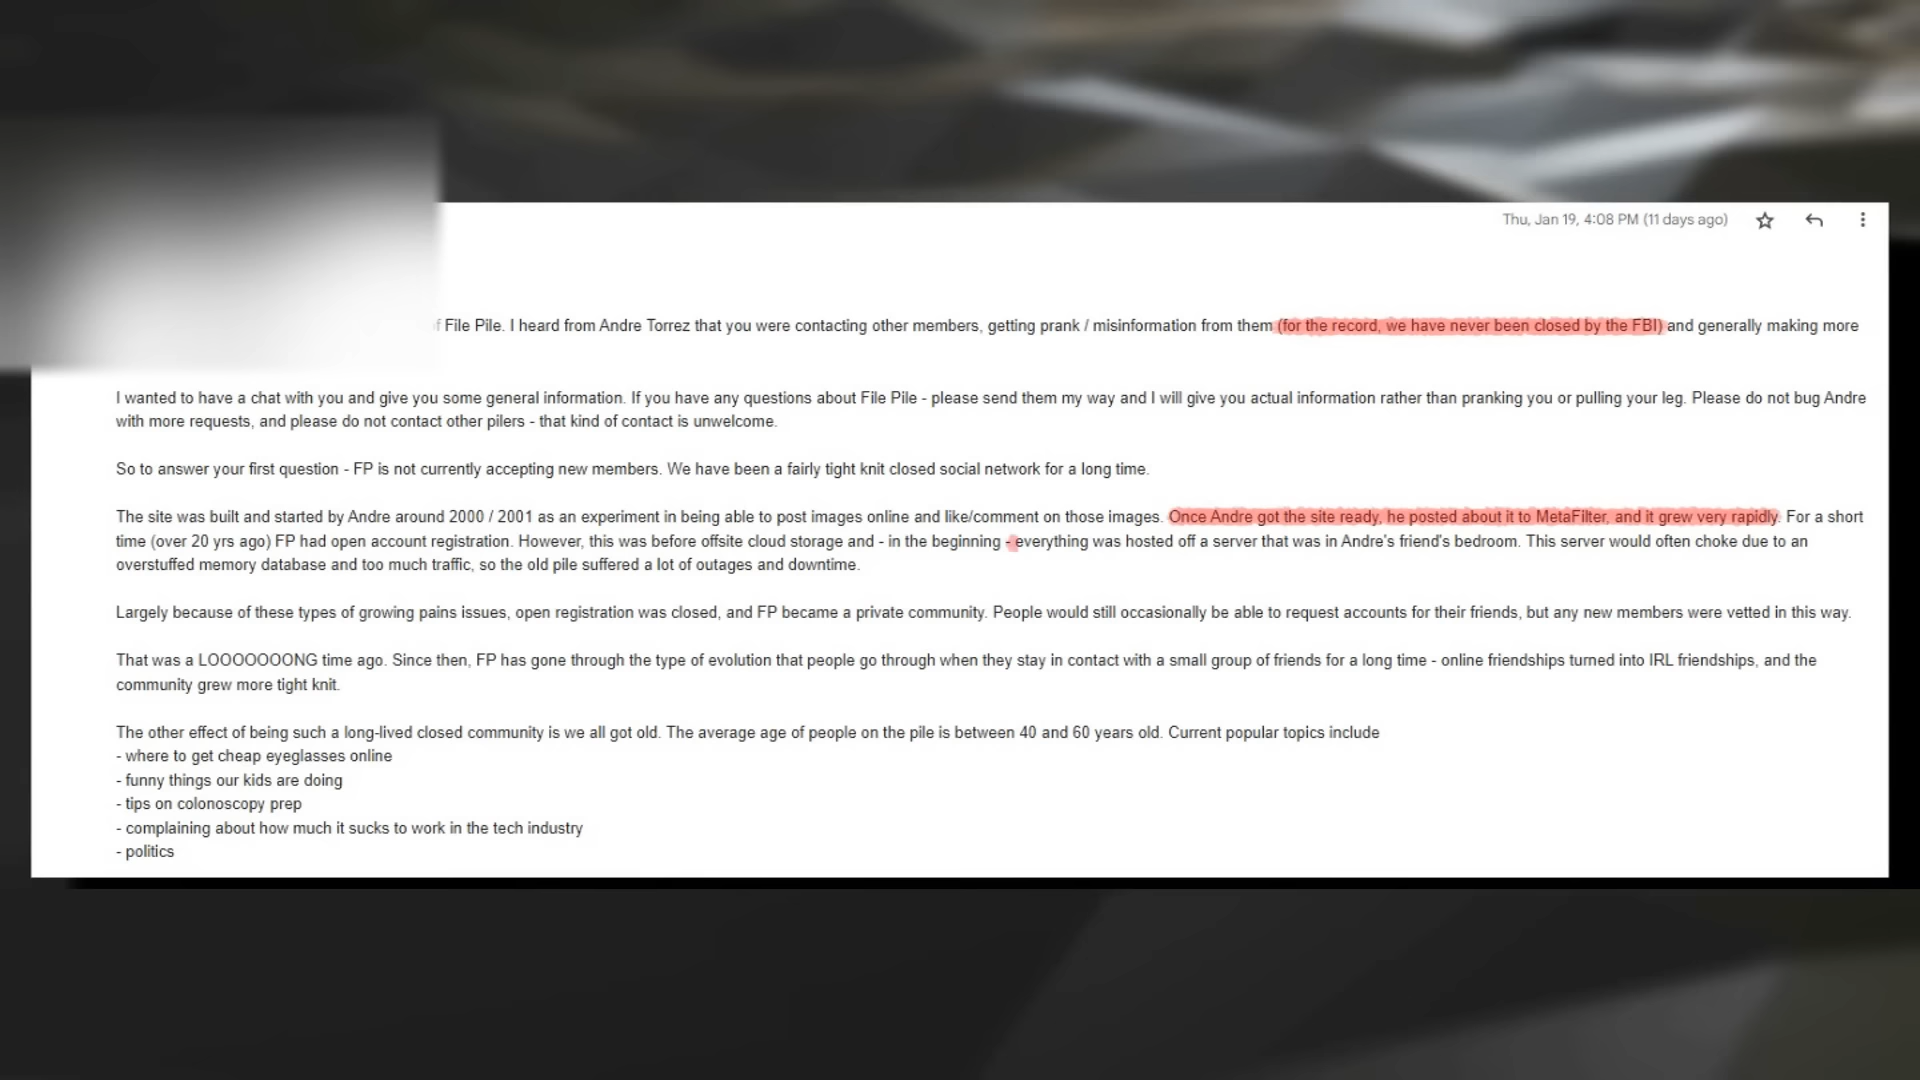 Thu, Jan 19, 4:08 PM (11 days ago)
File Pile. I heard from Andre Torrez that you were contacting other members, getting prank / misinformation from them (for the record, we have never been closed by the FBI) and generally making more
I wanted to have a chat with you and give you some general information. If you have any questions about File Pile - please send them my way and I will give you actual information rather than pranking you or pulling your leg. Please do not bug Andre
with more requests, and please do not contact other pilers - that kind of contact is unwelcome.
So to answer your first question - FP is not currently accepting new members. We have been a fairly tight knit closed social network for a long time.
The site was built and started by Andre around 2000 / 2001 as an experiment in being able to post images online and like/comment on those images. Once Andre got the site ready, he posted about it to MetaFilter, and it grew very rapidly. For a short
time (over 20 yrs ago) FP had open account registration. However, this was before offsite cloud storage and - in the beginning - everything was hosted off a server that was in Andre's friend's bedroom. This server would often choke due to an
overstuffed memory database and too much traffic, so the old pile suffered a lot of outages and downtime.
Largely because of these types of growing pains issues, open registration was closed, and FP became a private community. People would still occasionally be able to request accounts for their friends, but any new members were vetted in this way.
That was a LOOOOOOONG time ago. Since then, FP has gone through the type of evolution that people go through when they stay in contact with a small group of friends for a long time - online friendships turned into IRL friendships, and the
community grew more tight knit.
The other effect of being such a long-lived closed community is we all got old. The average age of people on the pile is between 40 and 60 years old. Current popular topics include
- where to get cheap eyeglasses online
- funny things our kids are doing
- tips on colonoscopy prep
- complaining about how much it sucks to work in the tech industry
- politics